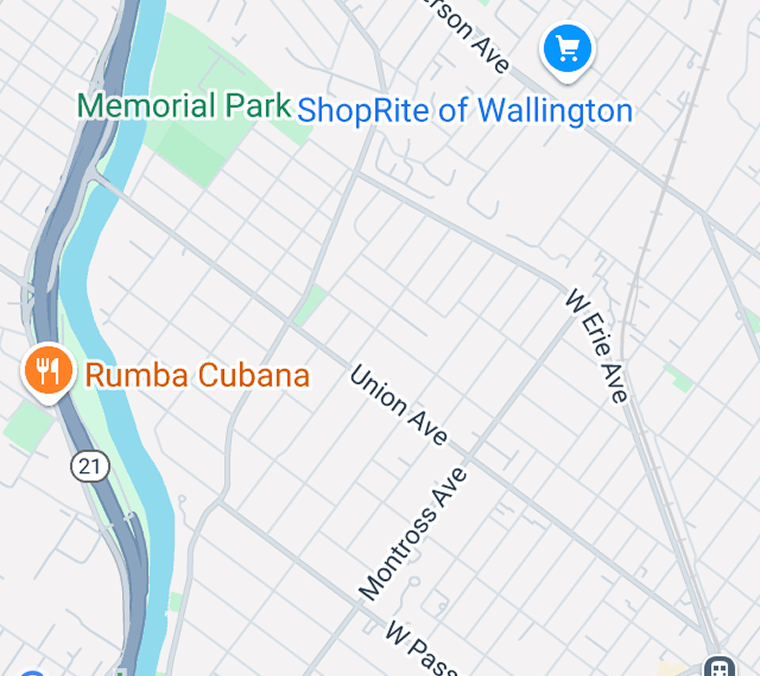 erson Ave
Memorial Park
ShopRite of Wallington
W Erie Ave
Rumba Cubana
Union Ave
21
Montross Ave
W Pass